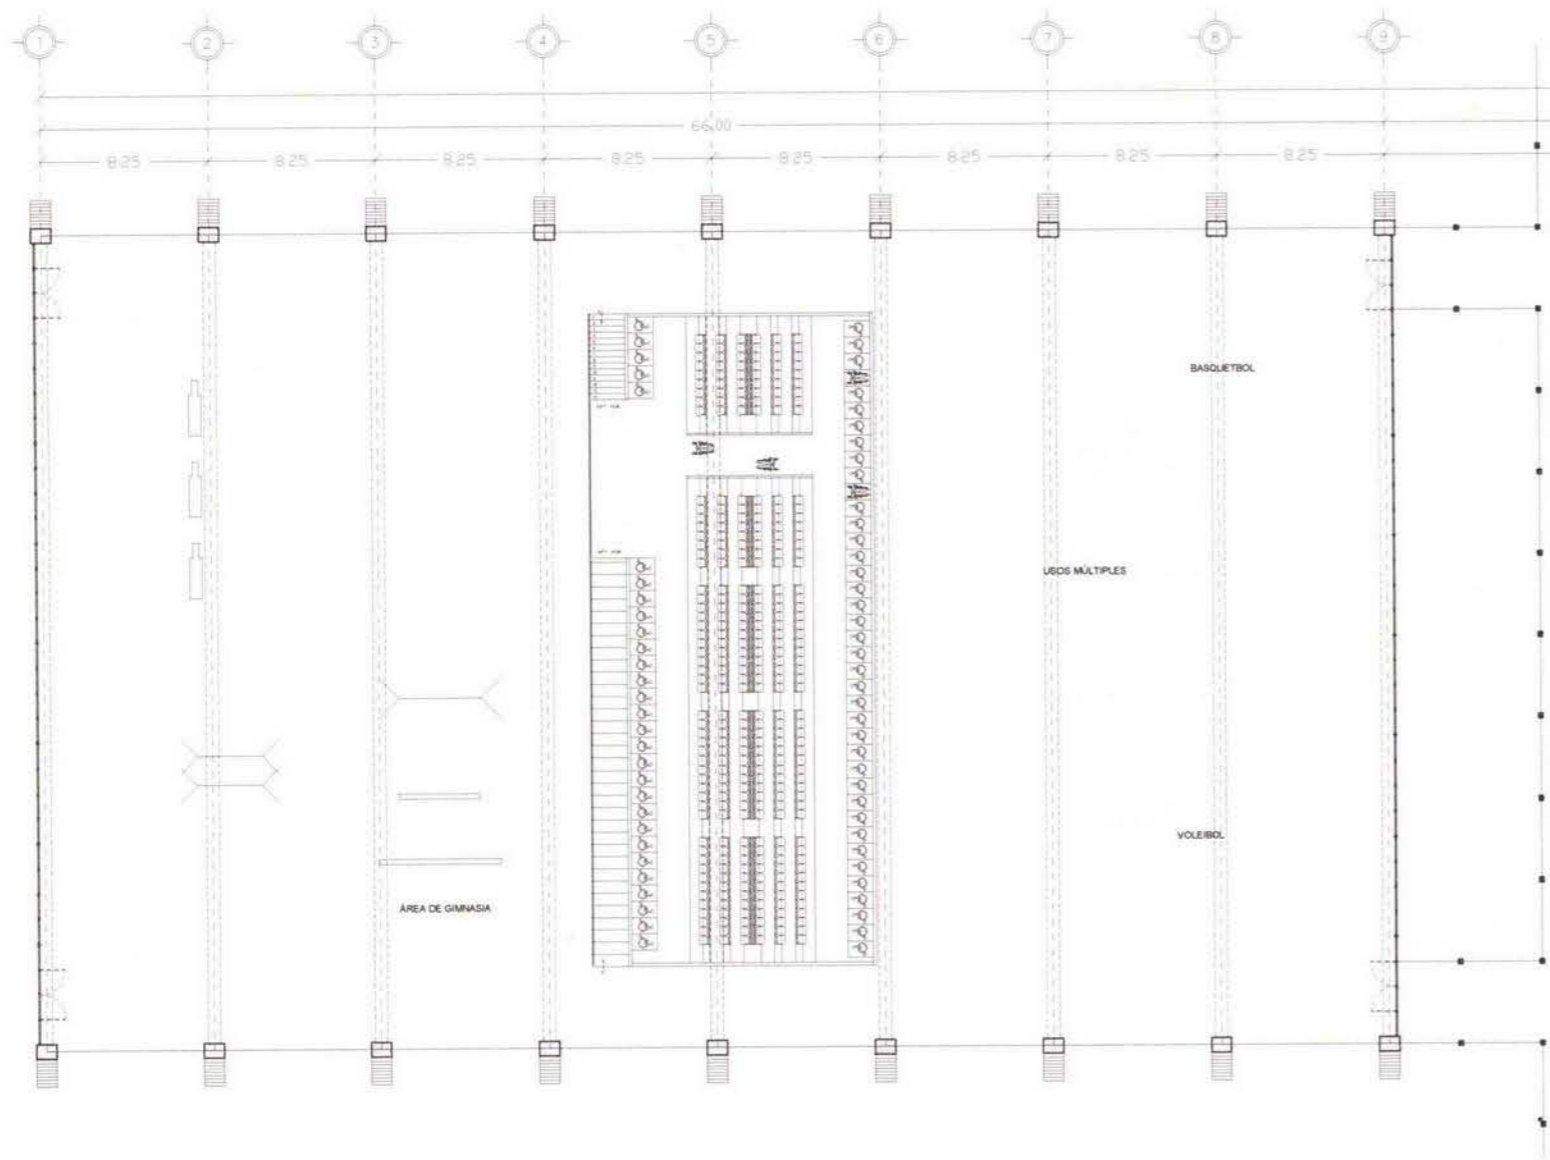 1 2 3 4 5 6 7 8 9
66.00
8.25 8.25 8.25 8.25 8.25 8.25 8.25 8.25
BASQUETBOL
USOS MÚLTIPLES
VOLEIBOL
ÁREA DE GIMNASIA